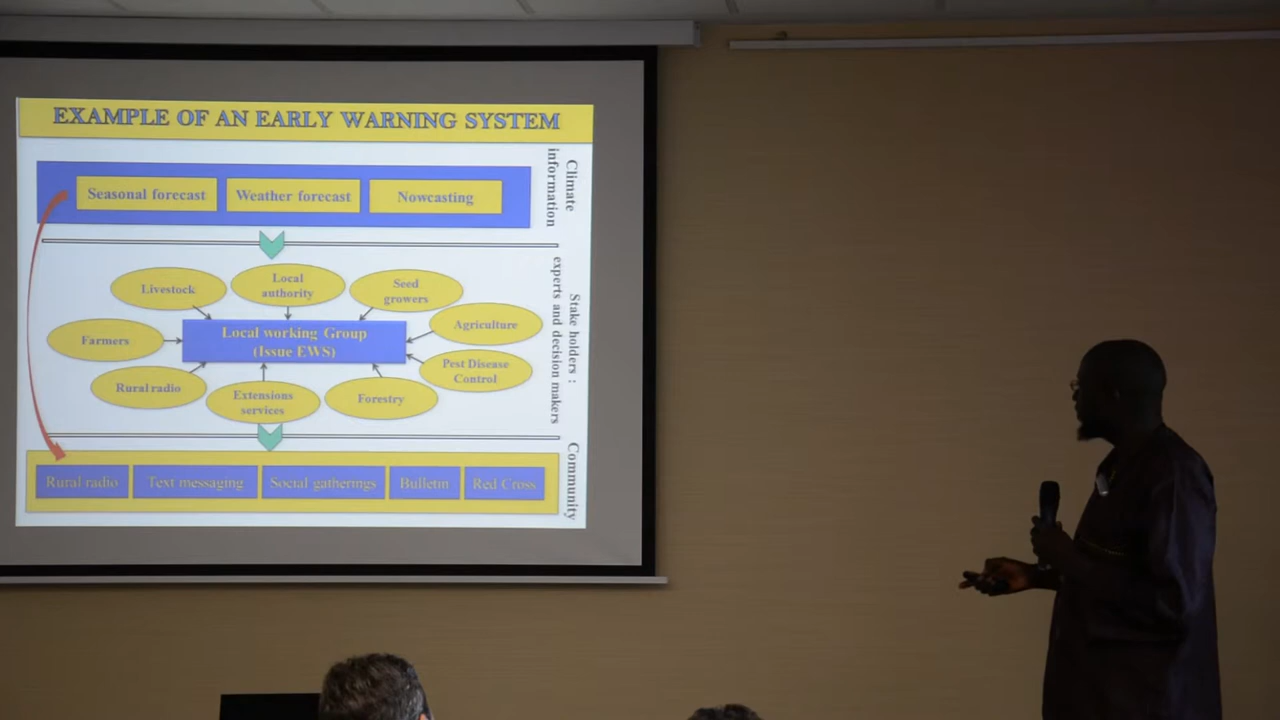 EXAMPLE OF AN EARLY WARNING SYSTEM
Seasonal forecast
Weather forecast
Nowcasting
Climate
information
Livestock
Local
authority
Seed
growers
Farmers
Local working Group
(Issue EWS)
Agriculture
Pest Disease
Control
Rural radio
Extensions
services
Forestry
Stake holders :
experts and decision makers
Rural radio
Text messaging
Social gatherings
Bulletin
Red Cross
Community